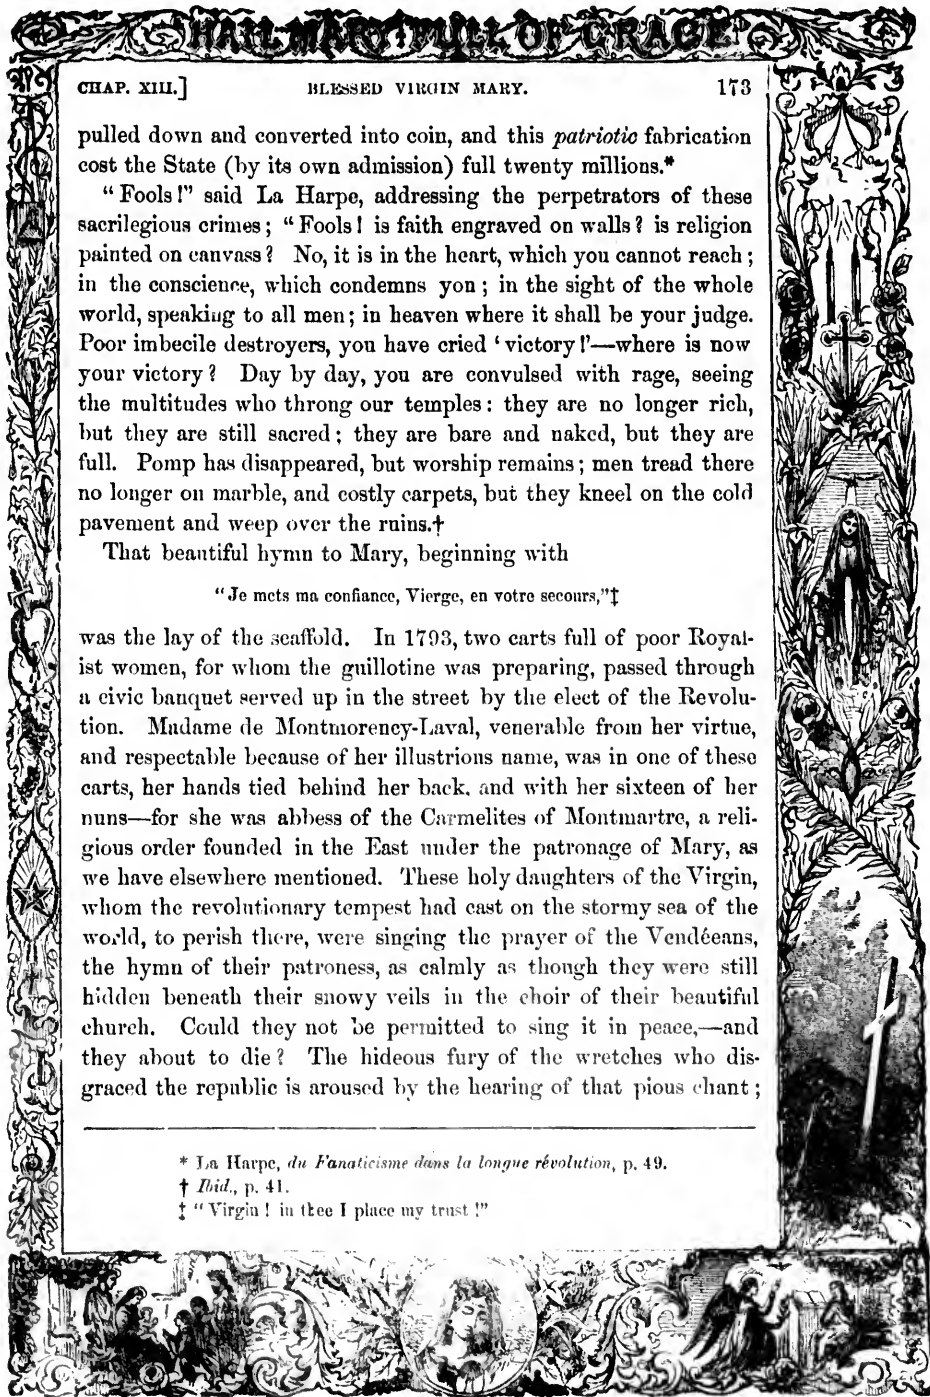 HAIL MARY FULL OF GRACE
CHAP. XIII.] BLESSED VIRGIN MARY. 173
pulled down and converted into coin, and this patriotic fabrication
cost the State (by its own admission) full twenty millions.*
“Fools!” said La Harpe, addressing the perpetrators of these
sacrilegious crimes; “Fools! is faith engraved on walls? is religion
painted on canvass? No, it is in the heart, which you cannot reach;
in the conscience, which condemns you; in the sight of the whole
world, speaking to all men; in heaven where it shall be your judge.
Poor imbecile destroyers, you have cried ‘victory!’—where is now
your victory? Day by day, you are convulsed with rage, seeing
the multitudes who throng our temples: they are no longer rich,
but they are still sacred; they are bare and naked, but they are
full. Pomp has disappeared, but worship remains; men tread there
no longer on marble, and costly carpets, but they kneel on the cold
pavement and weep over the ruins.†
That beautiful hymn to Mary, beginning with
“Je mets ma confiance, Vierge, en votre secours,”‡
was the lay of the scaffold. In 1793, two carts full of poor Royal-
ist women, for whom the guillotine was preparing, passed through
a civic banquet served up in the street by the elect of the Revolu-
tion. Madame de Montmorency-Laval, venerable from her virtue,
and respectable because of her illustrious name, was in one of these
carts, her hands tied behind her back, and with her sixteen of her
nuns—for she was abbess of the Carmelites of Montmartre, a reli-
gious order founded in the East under the patronage of Mary, as
we have elsewhere mentioned. These holy daughters of the Virgin,
whom the revolutionary tempest had cast on the stormy sea of the
world, to perish there, were singing the prayer of the Vendéeans,
the hymn of their patroness, as calmly as though they were still
hidden beneath their snowy veils in the choir of their beautiful
church. Could they not be permitted to sing it in peace,—and
they about to die? The hideous fury of the wretches who dis-
graced the republic is aroused by the hearing of that pious chant;
* La Harpe, du Fanaticisme dans la longue révolution, p. 49.
† Ibid., p. 41.
‡ “Virgin! in thee I place my trust!”